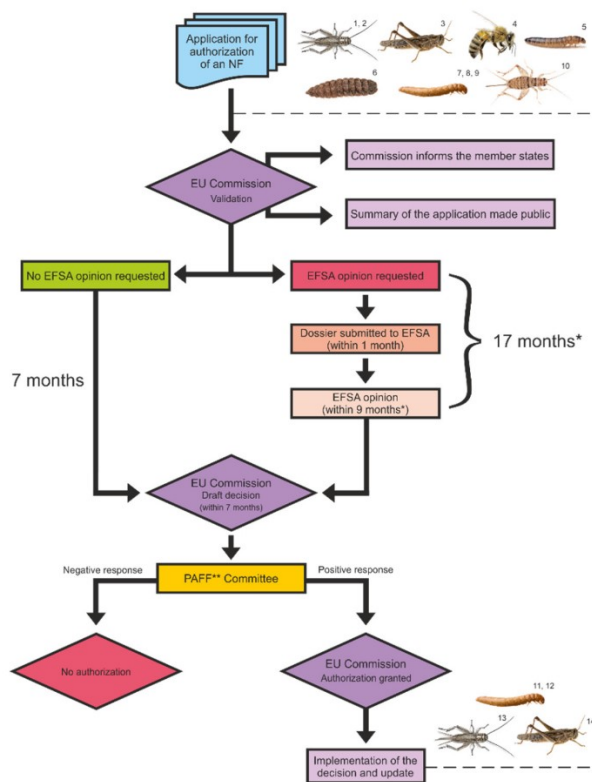 Application for
authorization
of an NF
1, 2
3
4
5
6
7, 8, 9
10
EU Commission
Validation
Commission informs the member states
Summary of the application made public
No EFSA opinion requested
EFSA opinion requested
Dossier submitted to EFSA
(within 1 month)
EFSA opinion
(within 9 months*)
17 months*
7 months
EU Commission
Draft decision
(within 7 months)
Negative response
PAFF** Committee
Positive response
No authorization
EU Commission
Authorization granted
11, 12
13
14
Implementation of the
decision and update